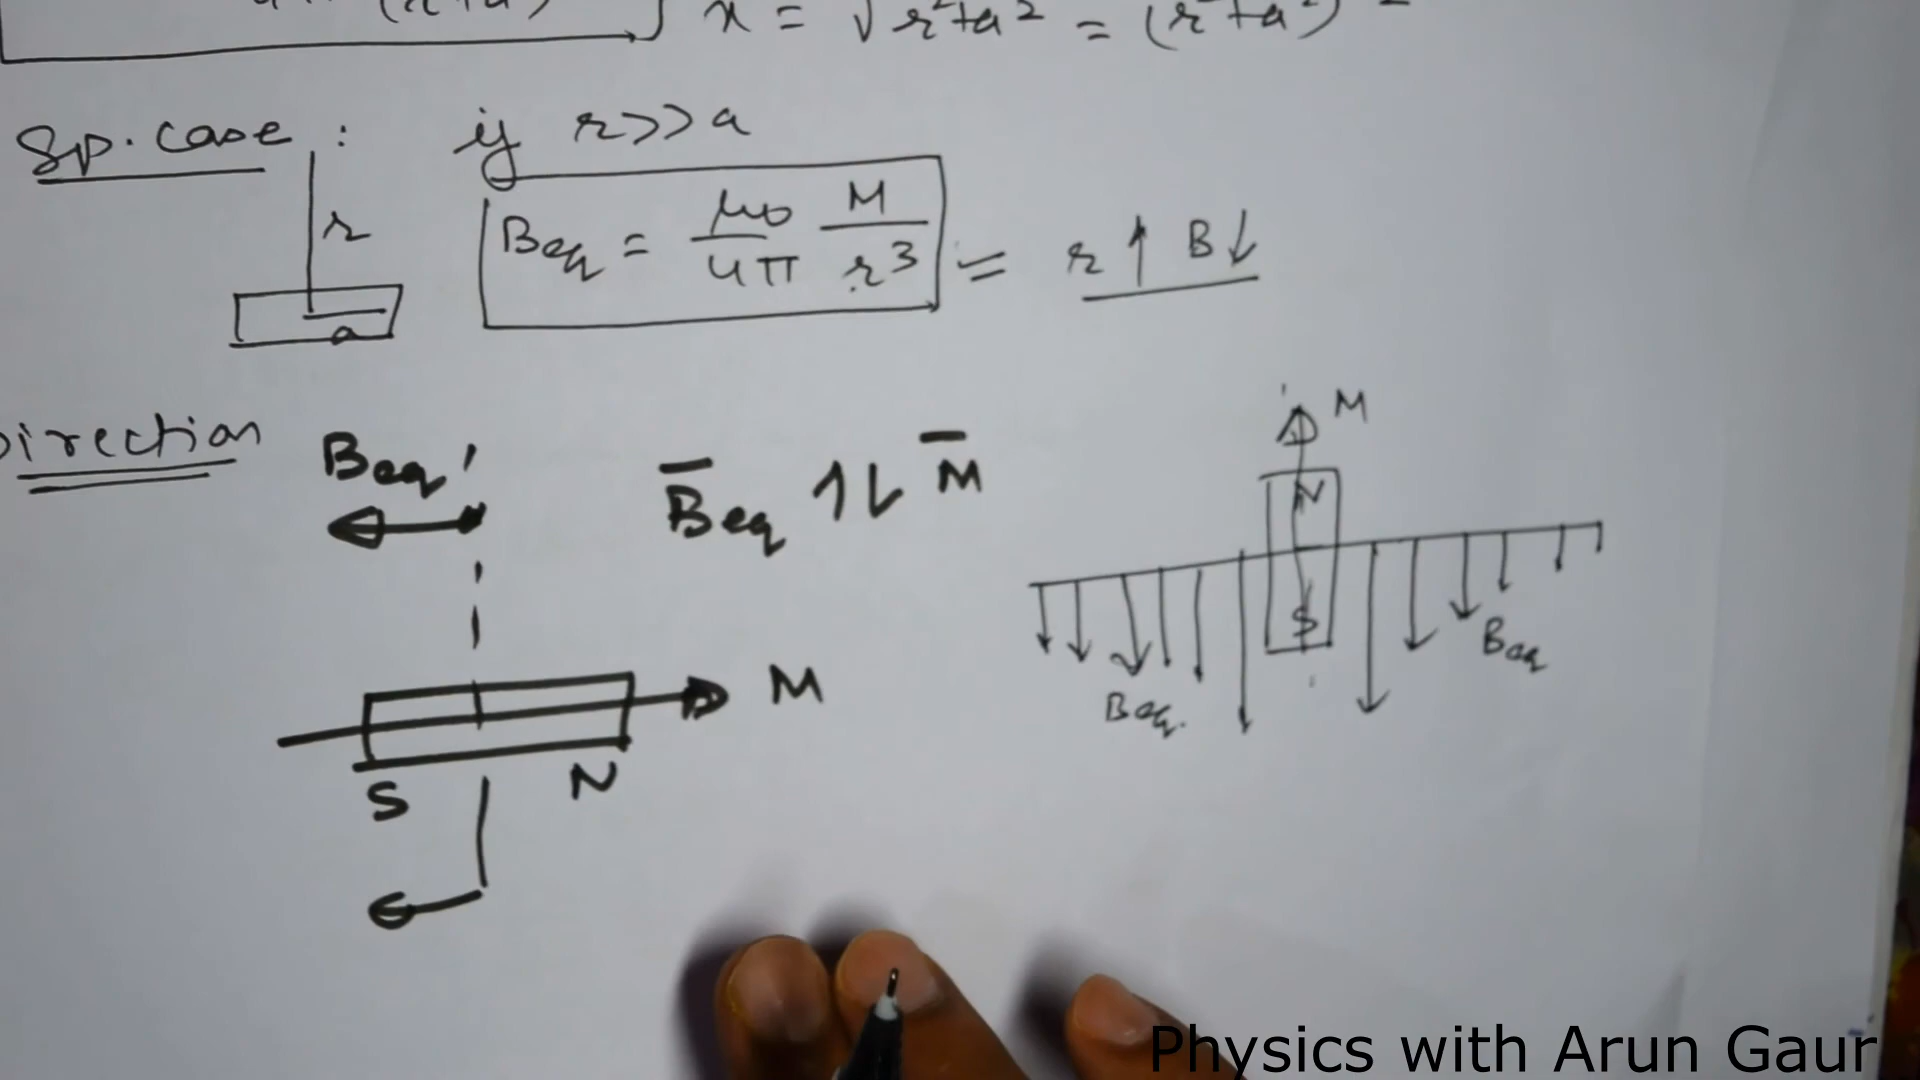 x = √r²+a² = (r²+a²)
Sp. case : if r>>a
r
a
Beq = μ0/4π M/r³ = r↑ B↓
Direction
Beq'
B̅eq ↑↓ M̅
M
N
S
Beq
Beq.
M
S N
Physics with Arun Gaur